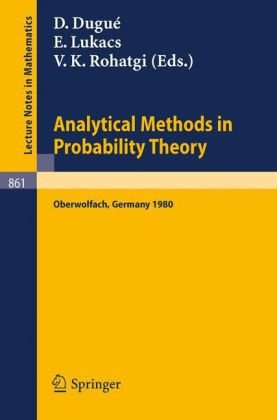 D. Dugué
E. Lukacs
V. K. Rohatgi (Eds.)
Lecture Notes in Mathematics
861
Analytical Methods in
Probability Theory
Oberwolfach, Germany 1980
Springer